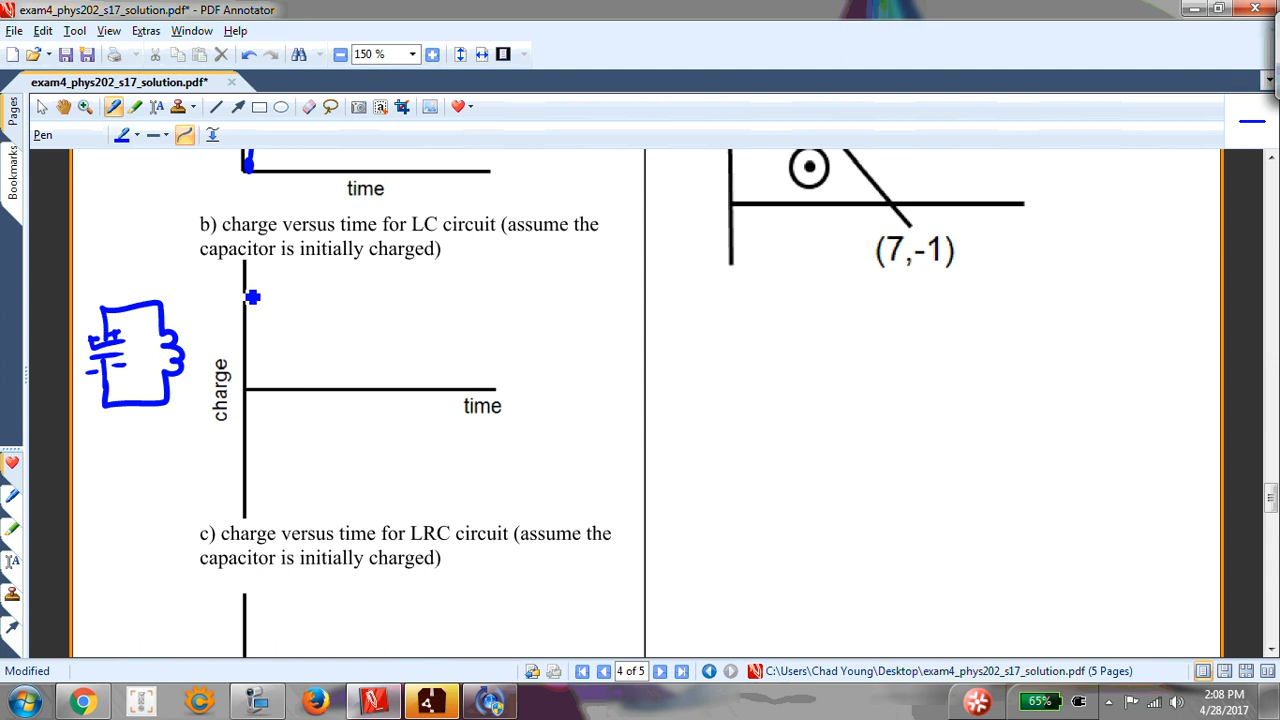 exam4_phys202_s17_solution.pdf* - PDF Annotator
File Edit Tool View Extras Window Help
150 %
exam4_phys202_s17_solution.pdf*
Pen
Pages
Bookmarks
time
b) charge versus time for LC circuit (assume the
capacitor is initially charged)
charge
time
c) charge versus time for LRC circuit (assume the
capacitor is initially charged)
(7,-1)
Modified
4 of 5
C:\Users\Chad Young\Desktop\exam4_phys202_s17_solution.pdf (5 Pages)
65%
2:08 PM
4/28/2017